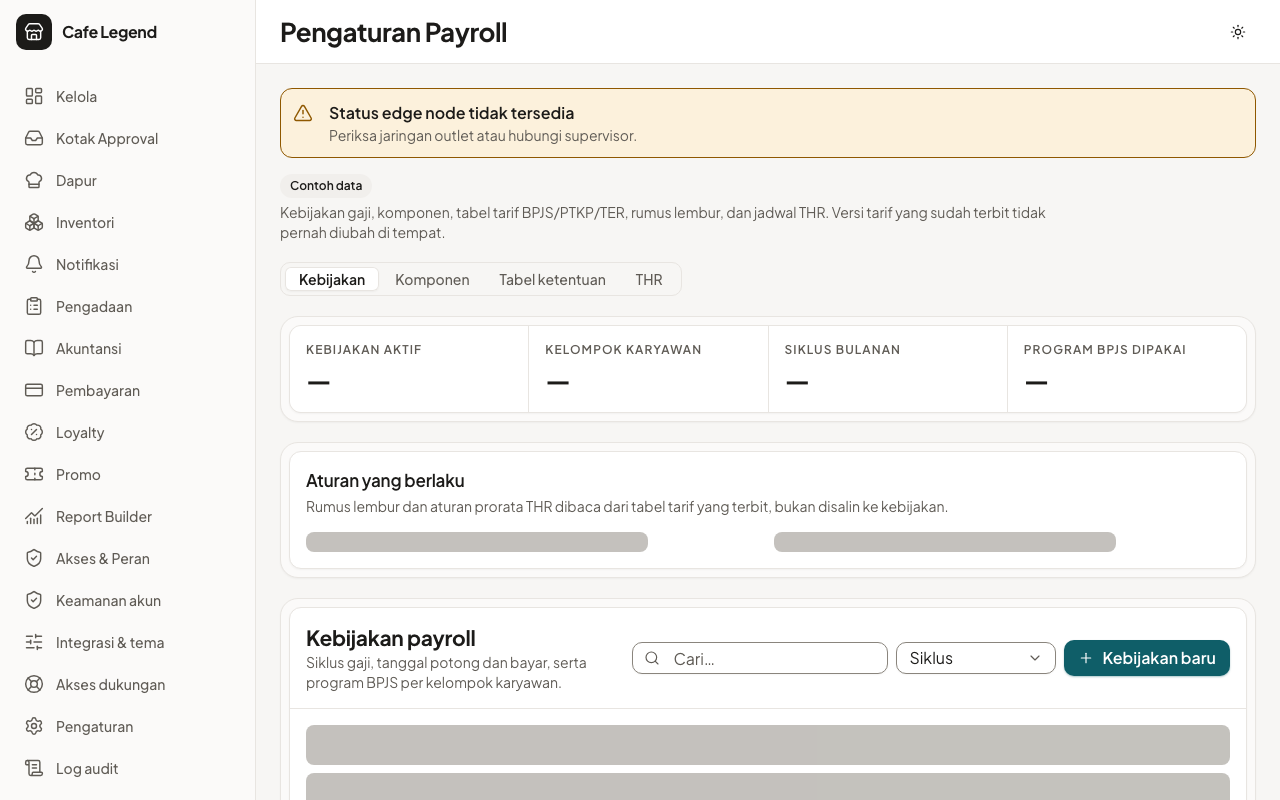 Cafe Legend
Kelola
Kotak Approval
Dapur
Inventori
Notifikasi
Pengadaan
Akuntansi
Pembayaran
Loyalty
Promo
Report Builder
Akses & Peran
Keamanan akun
Integrasi & tema
Akses dukungan
Pengaturan
Log audit
Pengaturan Payroll
Status edge node tidak tersedia
Periksa jaringan outlet atau hubungi supervisor.
Contoh data
Kebijakan gaji, komponen, tabel tarif BPJS/PTKP/TER, rumus lembur, dan jadwal THR. Versi tarif yang sudah terbit tidak
pernah diubah di tempat.
Kebijakan Komponen Tabel ketentuan THR
KEBIJAKAN AKTIF KELOMPOK KARYAWAN SIKLUS BULANAN PROGRAM BPJS DIPAKAI
— — — —
Aturan yang berlaku
Rumus lembur dan aturan prorata THR dibaca dari tabel tarif yang terbit, bukan disalin ke kebijakan.
Kebijakan payroll
Siklus gaji, tanggal potong dan bayar, serta
program BPJS per kelompok karyawan.
Cari...
Siklus
Kebijakan baru